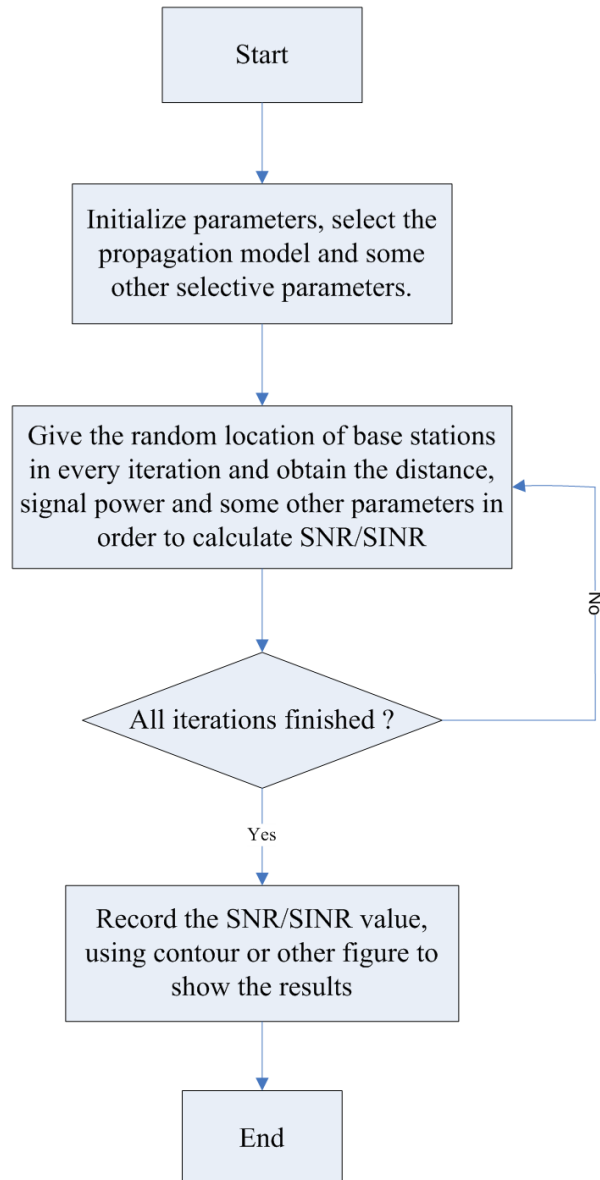 Start
Initialize parameters, select the
propagation model and some
other selective parameters.
Give the random location of base stations
in every iteration and obtain the distance,
signal power and some other parameters in
order to calculate SNR/SINR
No
All iterations finished ?
Yes
Record the SNR/SINR value,
using contour or other figure to
show the results
End